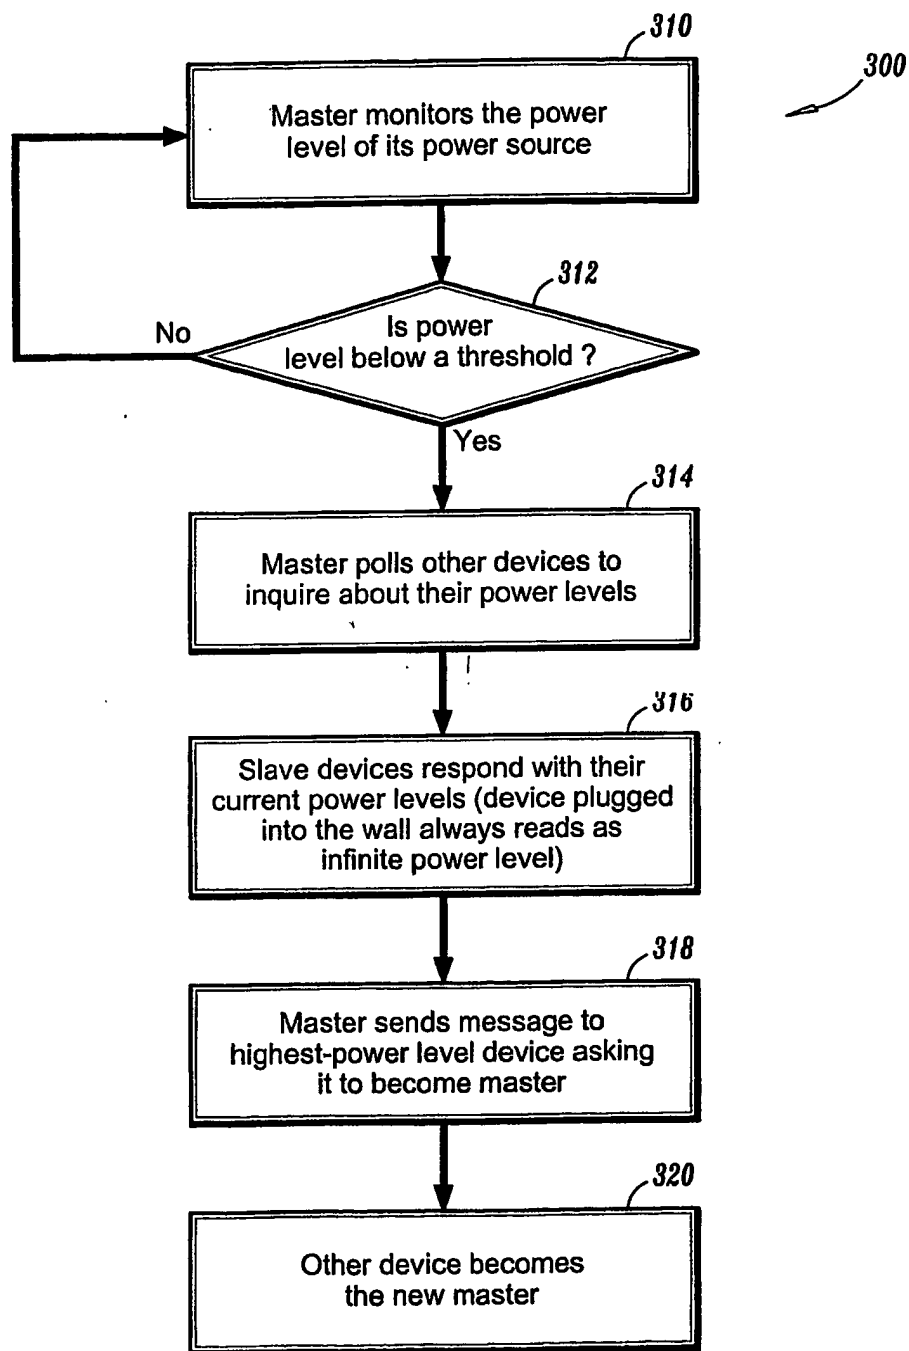 310
300
Master monitors the power
level of its power source
312
Is power
level below a threshold ?
No
Yes
314
Master polls other devices to
inquire about their power levels
316
Slave devices respond with their
current power levels (device plugged
into the wall always reads as
infinite power level)
318
Master sends message to
highest-power level device asking
it to become master
320
Other device becomes
the new master